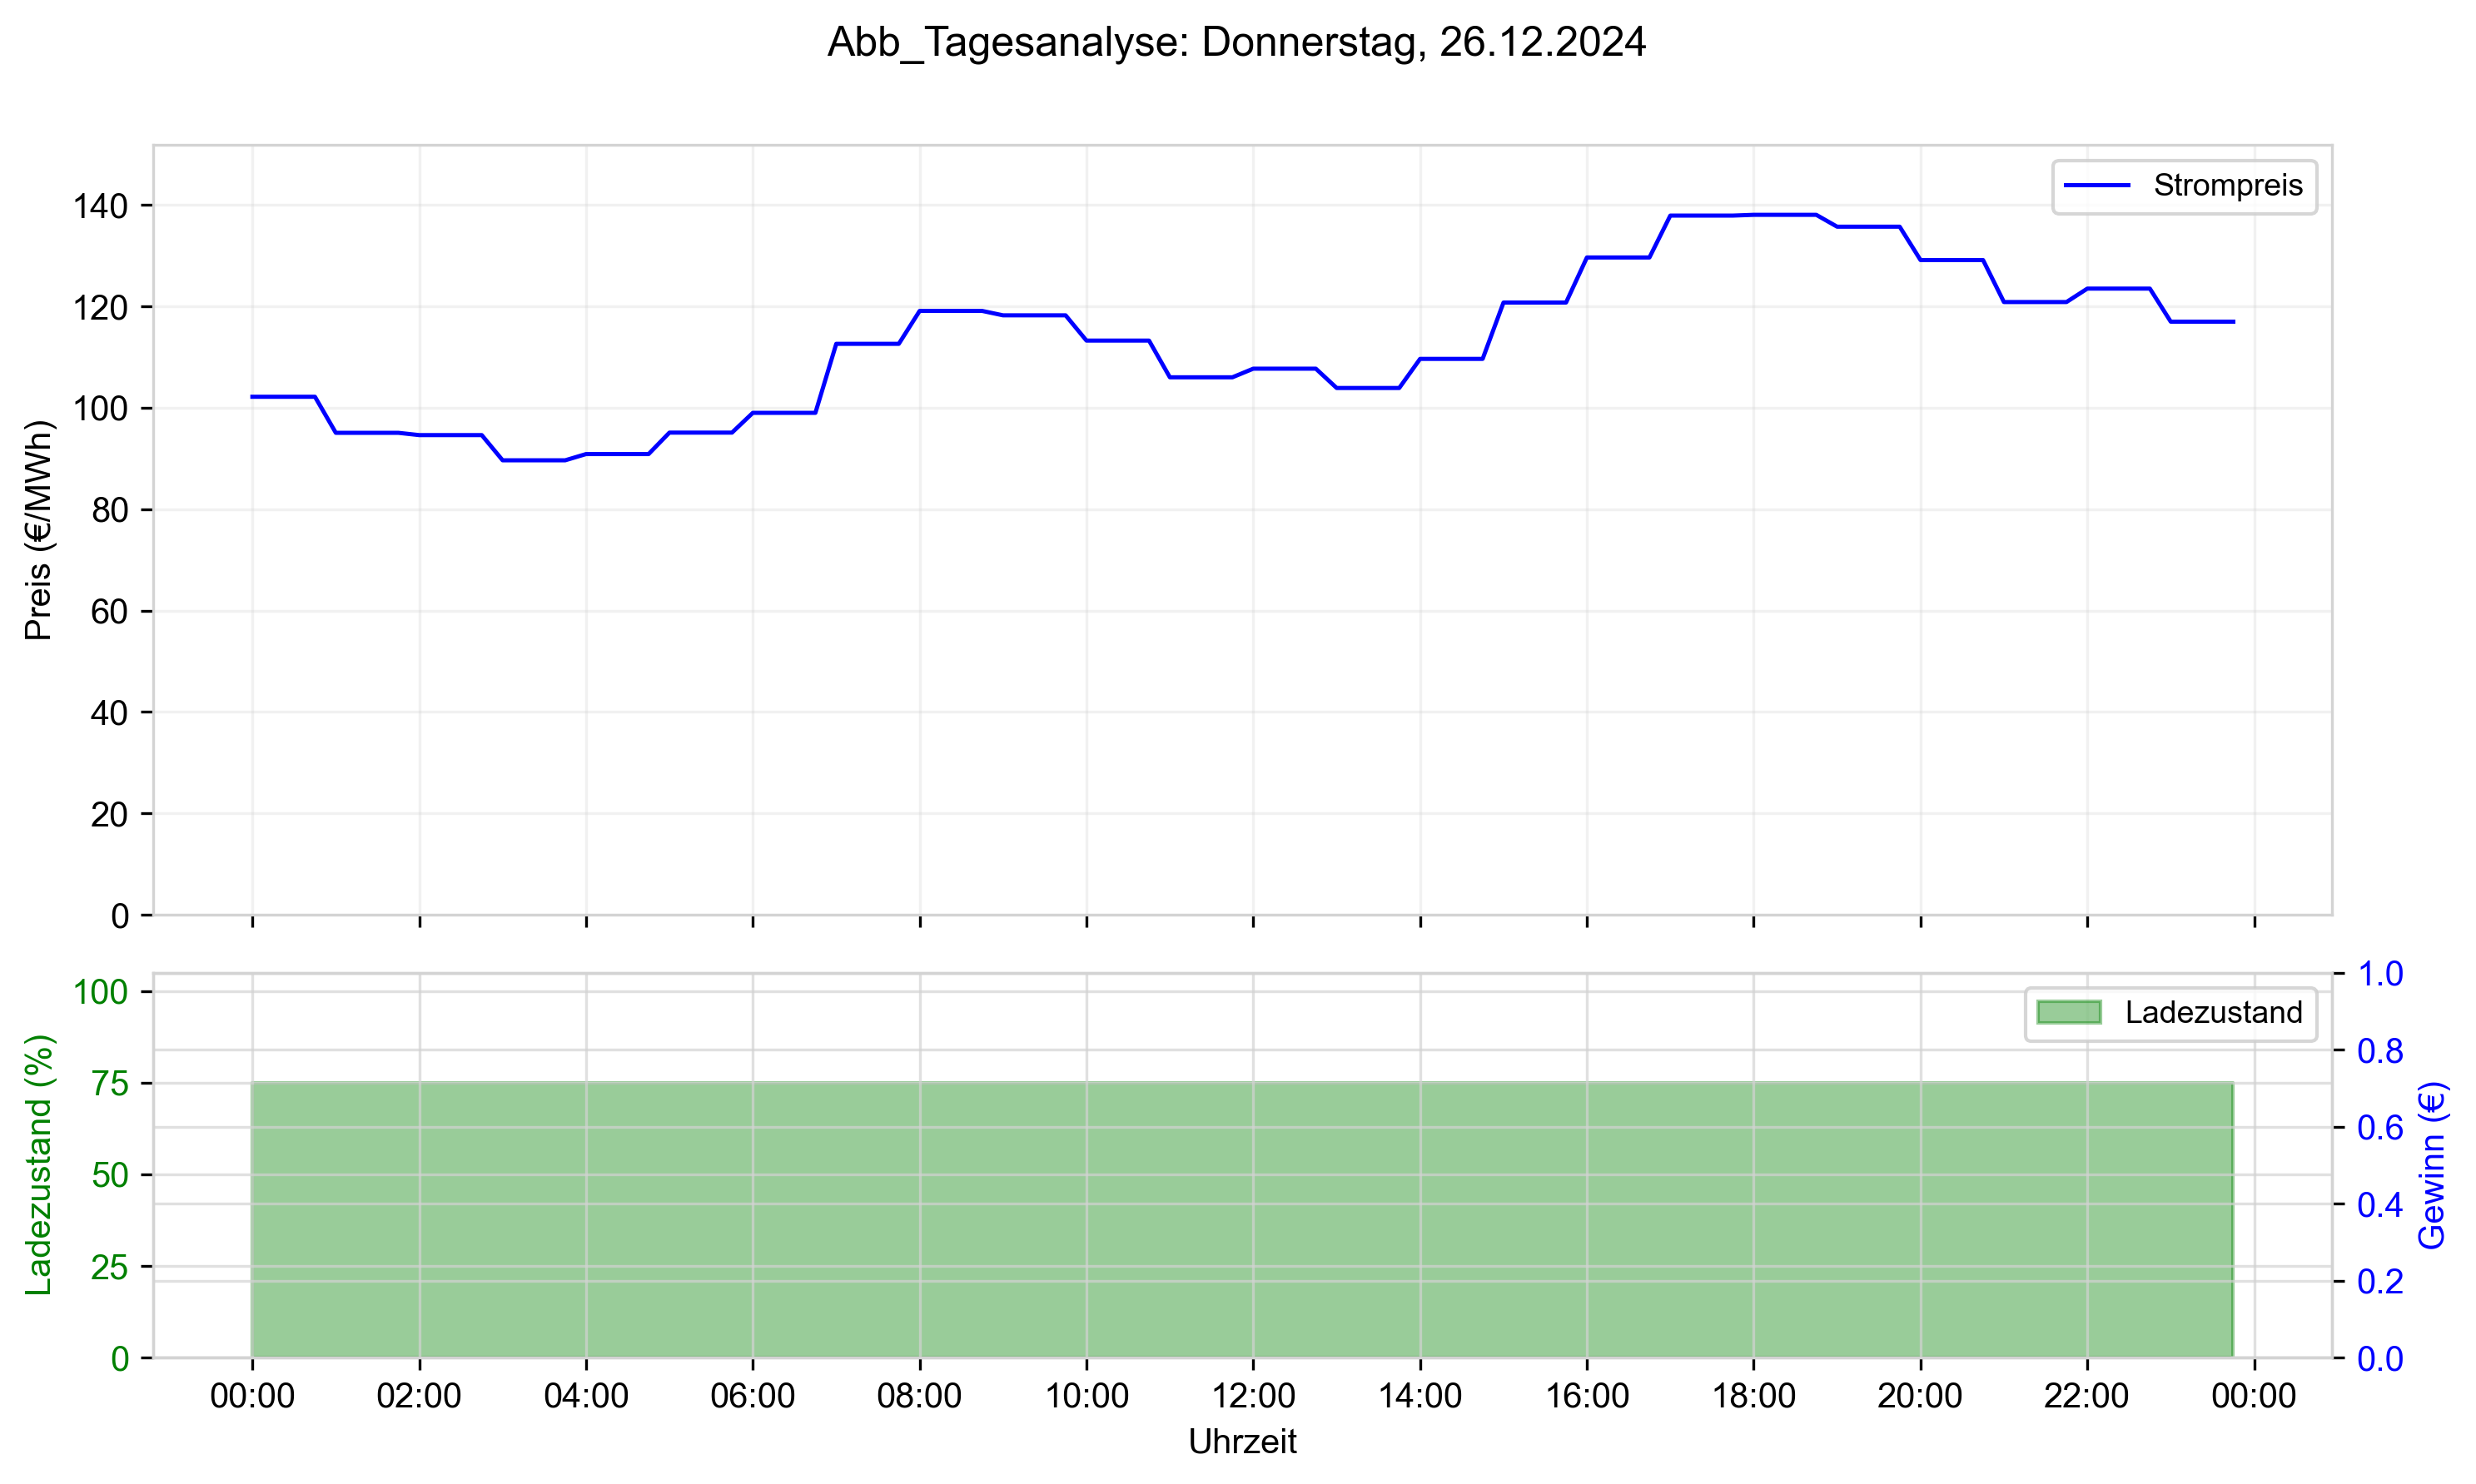 Abb_Tagesanalyse: Donnerstag, 26.12.2024
Preis (€/MWh)
140
120
100
80
60
40
20
0
Strompreis
Ladezustand (%)
100
75
50
25
0
Ladezustand
1.0
0.8
0.6
0.4
0.2
0.0
Gewinn (€)
00:00 02:00 04:00 06:00 08:00 10:00 12:00 14:00 16:00 18:00 20:00 22:00 00:00
Uhrzeit